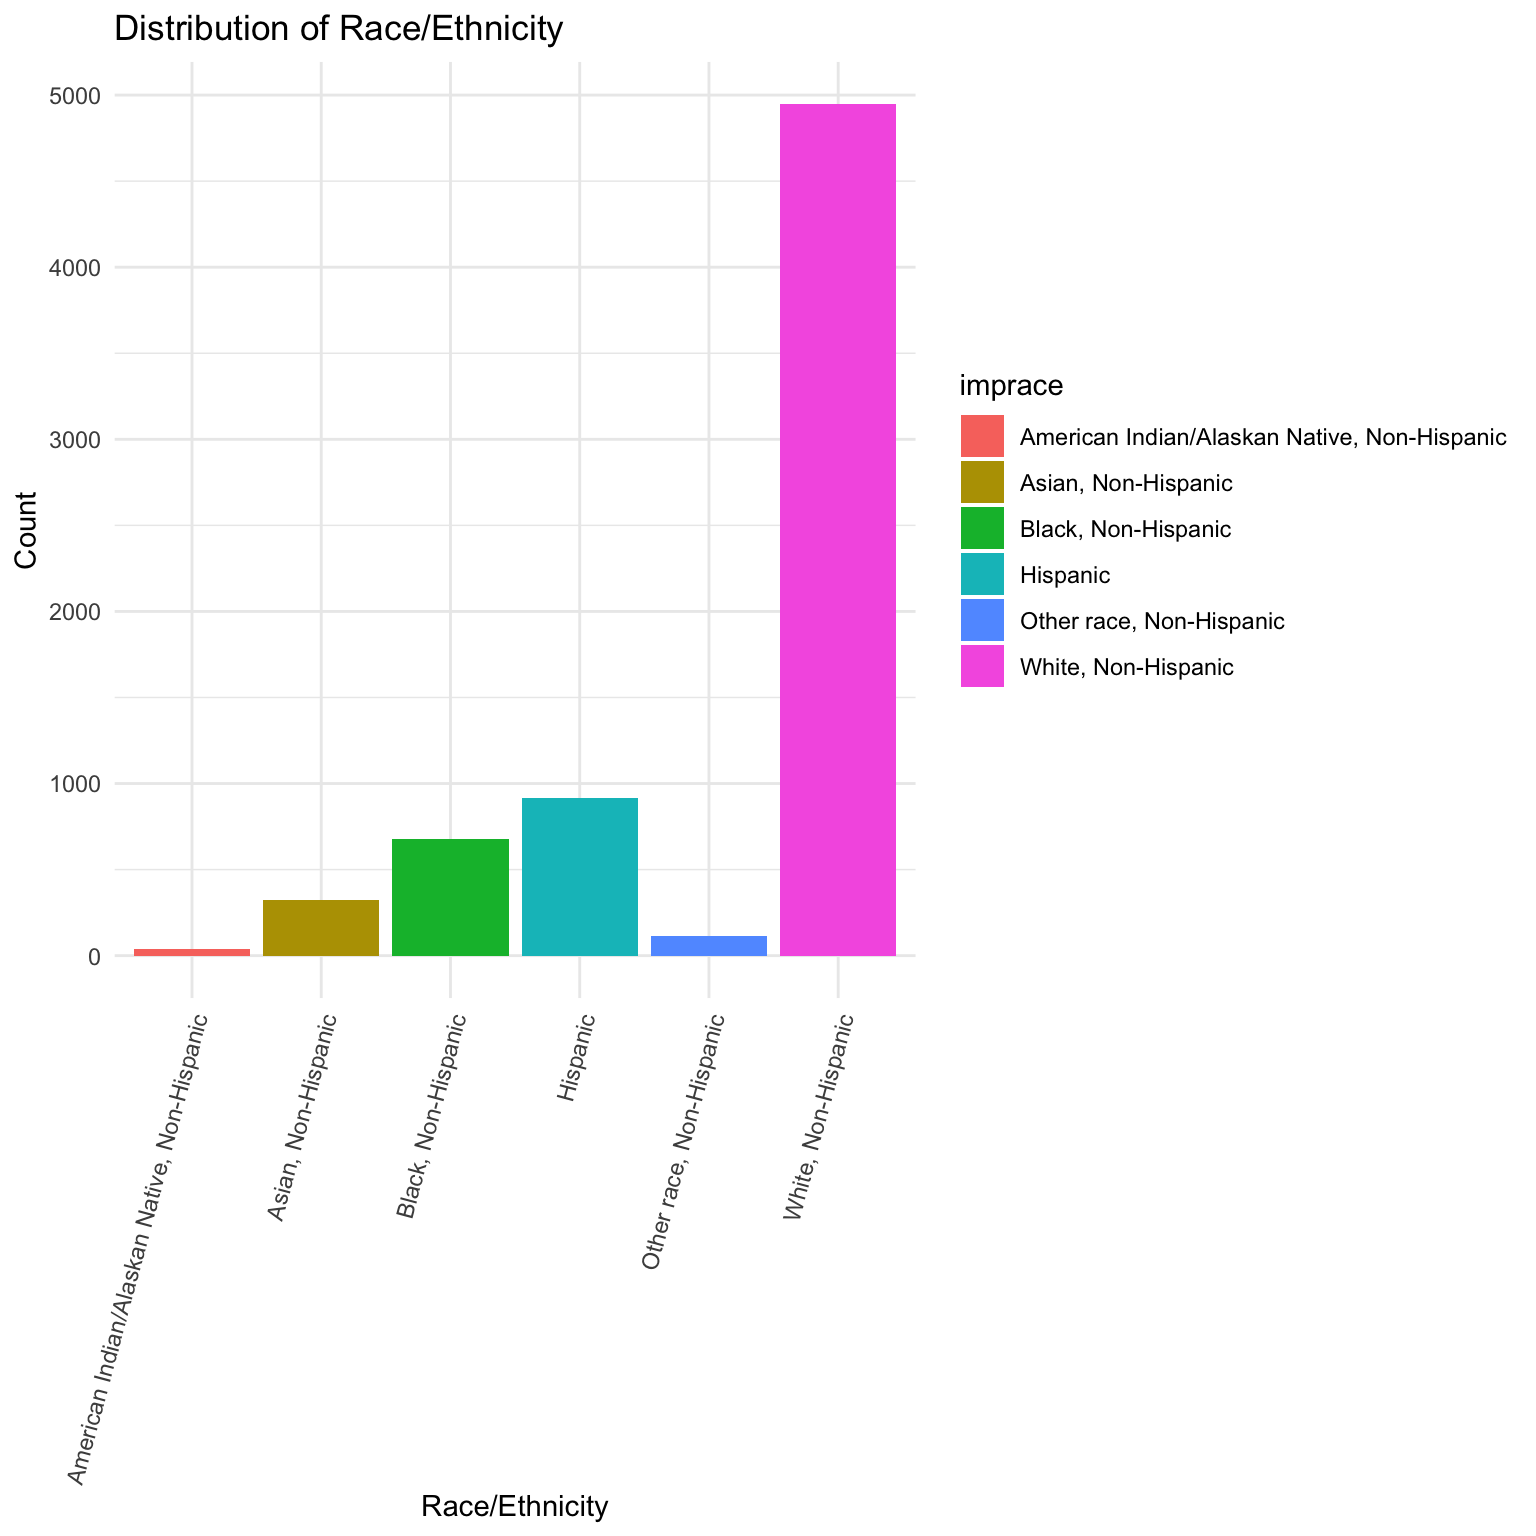 Distribution of Race/Ethnicity
5000
4000
3000
2000
1000
0
Count
American Indian/Alaskan Native, Non-Hispanic
Asian, Non-Hispanic
Black, Non-Hispanic
Hispanic
Other race, Non-Hispanic
White, Non-Hispanic
Race/Ethnicity
imprace
American Indian/Alaskan Native, Non-Hispanic
Asian, Non-Hispanic
Black, Non-Hispanic
Hispanic
Other race, Non-Hispanic
White, Non-Hispanic